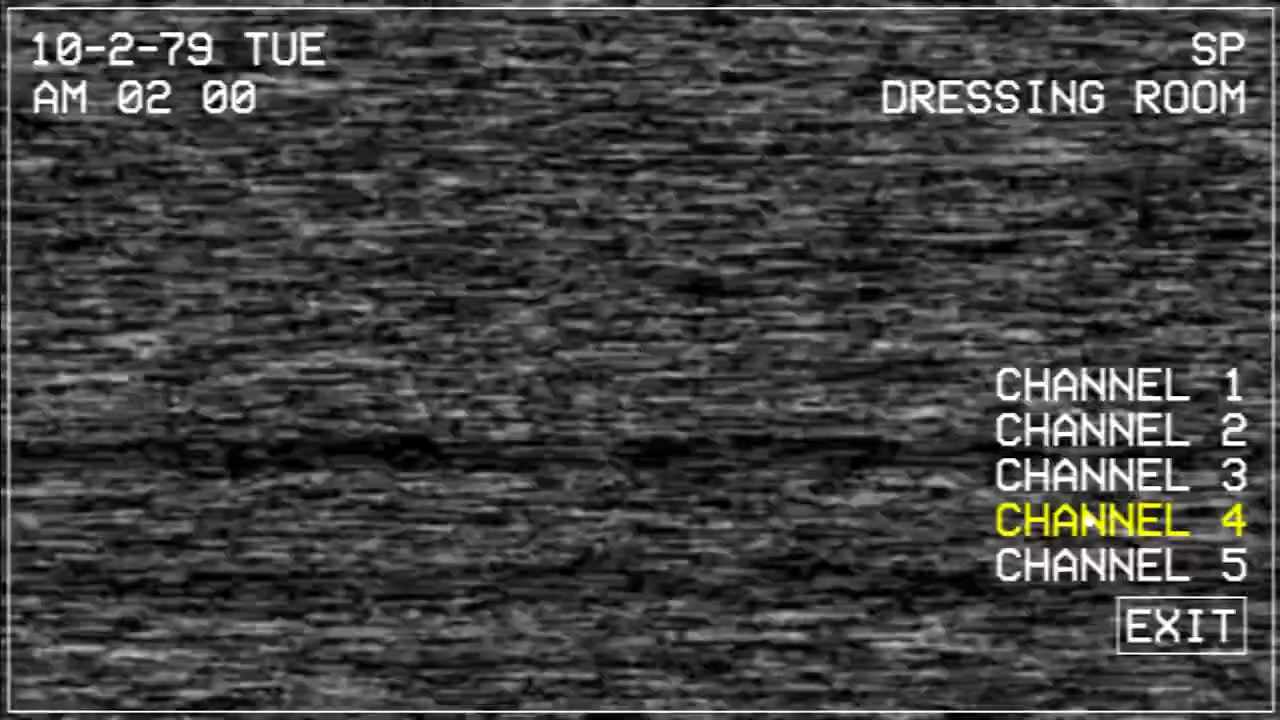 10-2-79 TUE
AM 02 00
SP
DRESSING ROOM
CHANNEL 1
CHANNEL 2
CHANNEL 3
CHANNEL 4
CHANNEL 5
EXIT